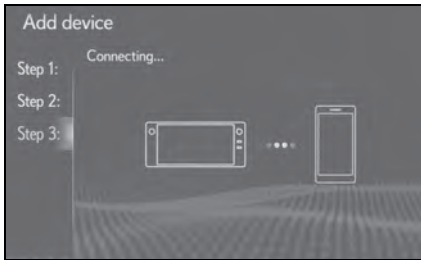 Add device
Connecting...
Step 1:
Step 2:
Step 3: